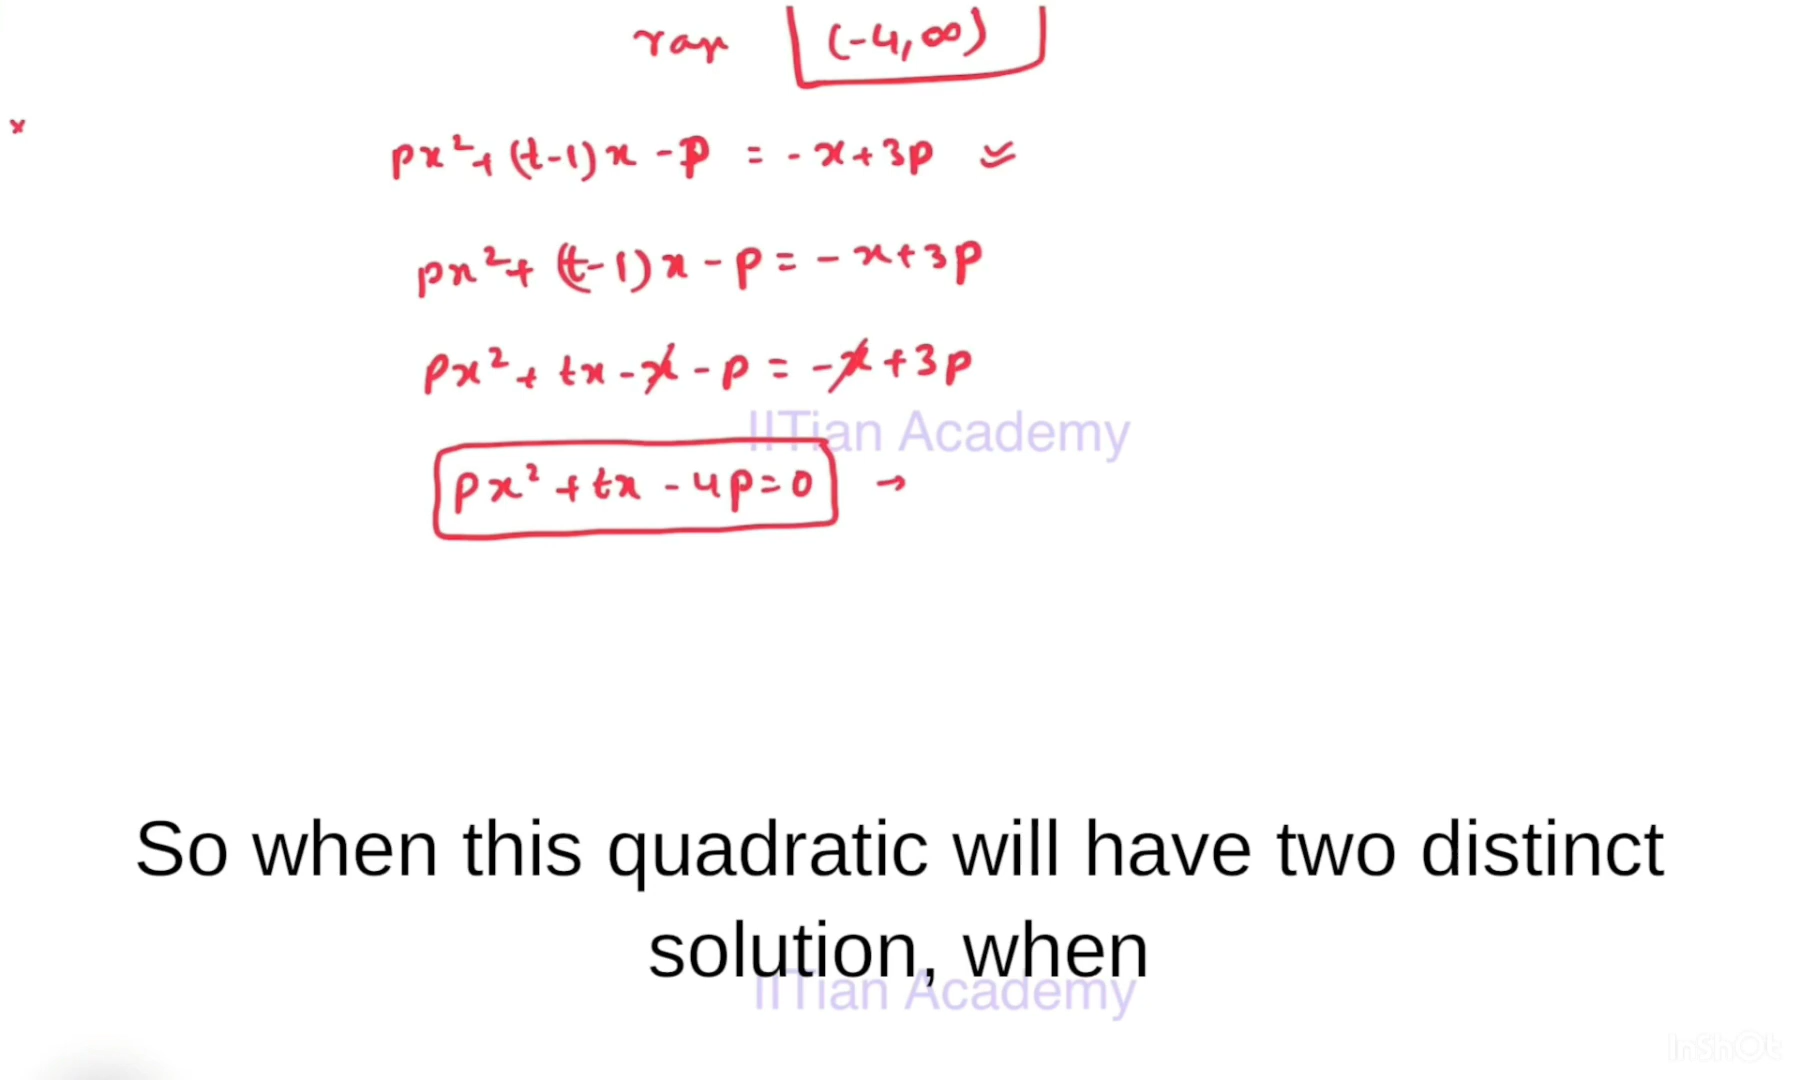 ran (-4, ∞)
x
px² + (t-1)x - p = -x + 3p
px² + (t-1)x - p = -x + 3p
px² + tx - x - p = -x + 3p
IITian Academy
px² + tx - 4p = 0 →
So when this quadratic will have two distinct
solution, when
IITian Academy
InShOt